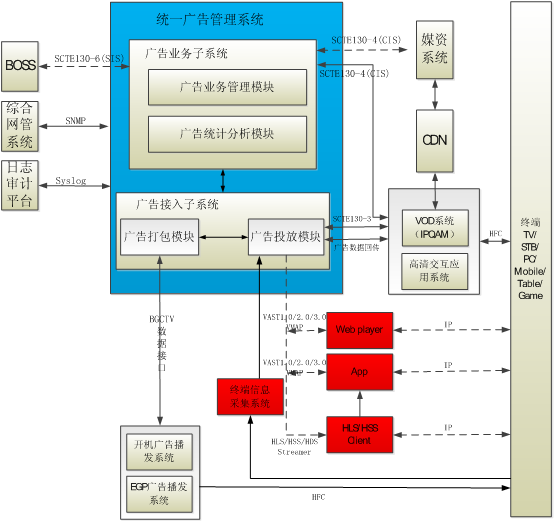 统一广告管理系统
广告业务子系统
广告业务管理模块
广告统计分析模块
广告接入子系统
广告打包模块
广告投放模块
BOSS
综合
网管
系统
日志
审计
平台
SCTE130-6(SIS)
SNMP
Syslog
SCTE130-4(CIS)
SCTE130-4(CIS)
媒资
系统
CDN
VOD系统
（IPQAM）
高清交互应
用系统
SCTE130-3
广告数据回传
HFC
终端
TV/
STB/
PC/
Mobile/
Table/
Game
BGCTV
数
据
接
口
VAST1.0/2.0/3.0
VMAP
Web player
IP
VAST1.0/2.0/3.0
VMAP
App
IP
终端信息
采集系统
HLS/HSS
Client
IP
HLS/HSS/HDS
Streamer
开机广告播
发系统
EGP广告播发
系统
HFC